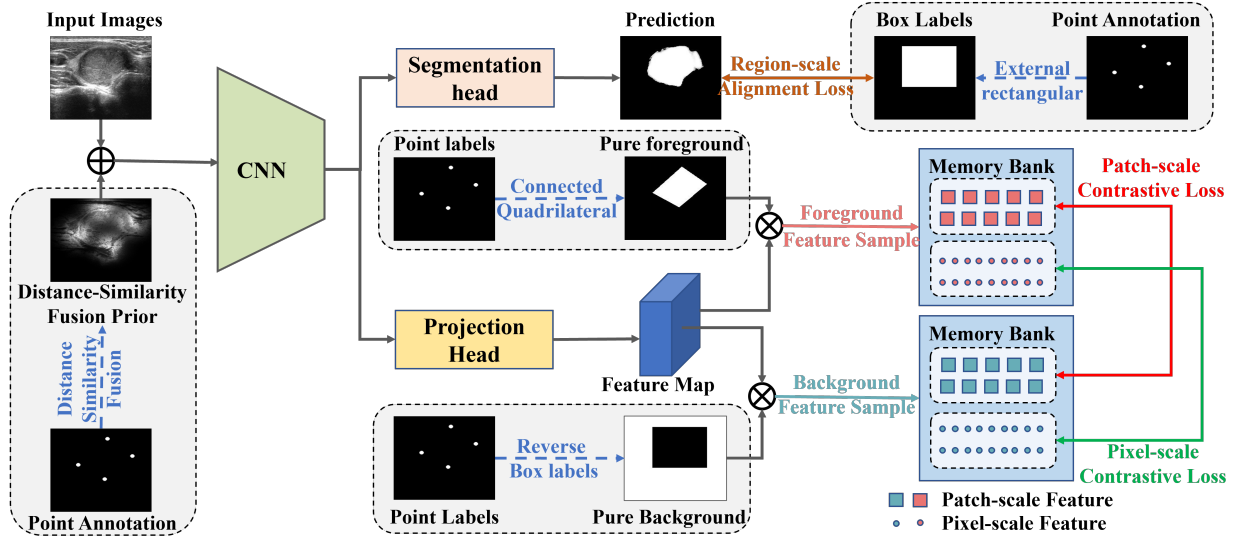 Input Images
Distance-Similarity
Fusion Prior
Distance
Similarity
Fusion
Point Annotation
CNN
Segmentation
head
Prediction
Region-scale
Alignment Loss
Box Labels
Point Annotation
External
rectangular
Point labels
Pure foreground
Connected
Quadrilateral
Foreground
Feature Sample
Memory Bank
Patch-scale
Contrastive Loss
Projection
Head
Feature Map
Background
Feature Sample
Memory Bank
Reverse
Box labels
Point Labels
Pure Background
Pixel-scale
Contrastive Loss
Patch-scale Feature
Pixel-scale Feature